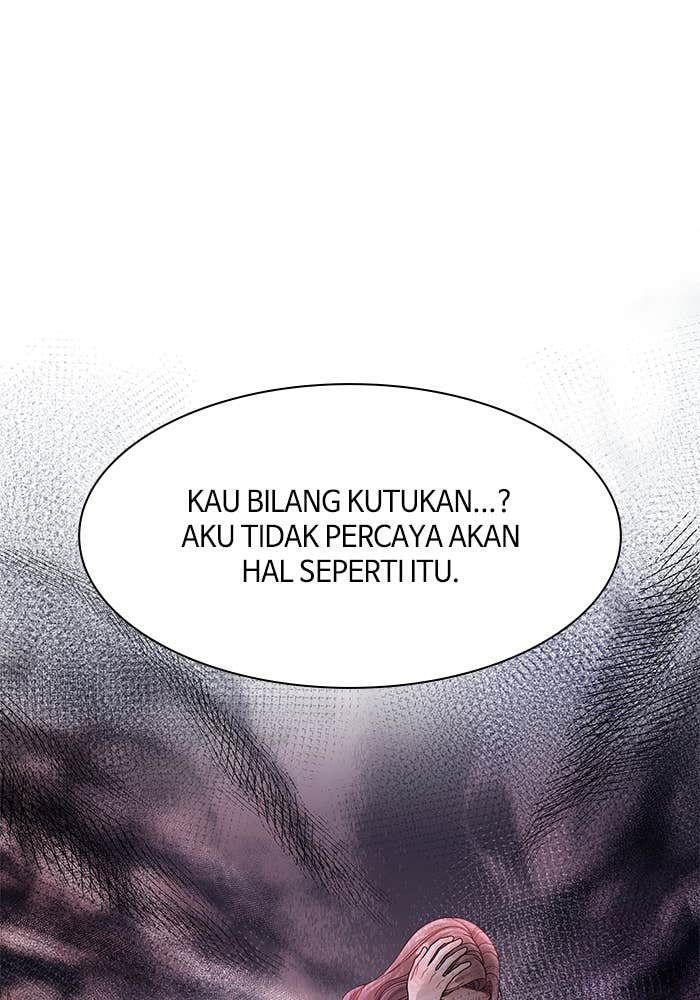 KAU BILANG KUTUKAN...?
AKU TIDAK PERCAYA AKAN
HAL SEPERTI ITU.